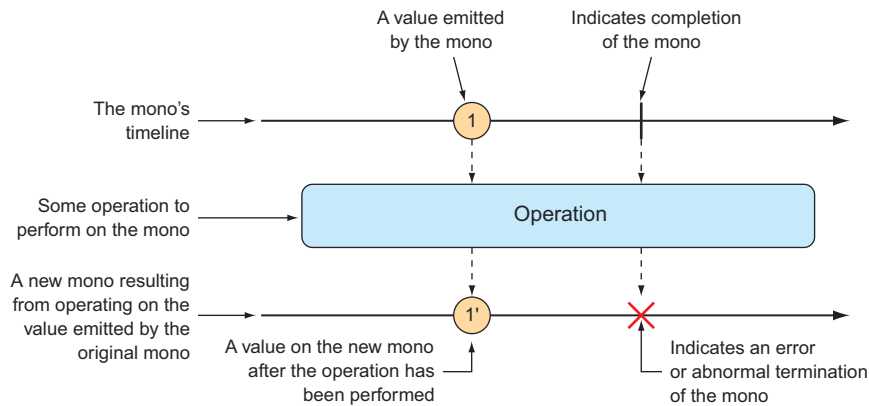 A value emitted
by the mono
Indicates completion
of the mono
The mono's
timeline
1
Some operation to
perform on the mono
Operation
A new mono resulting
from operating on the
value emitted by the
original mono
1'
A value on the new mono
after the operation has
been performed
Indicates an error
or abnormal termination
of the mono